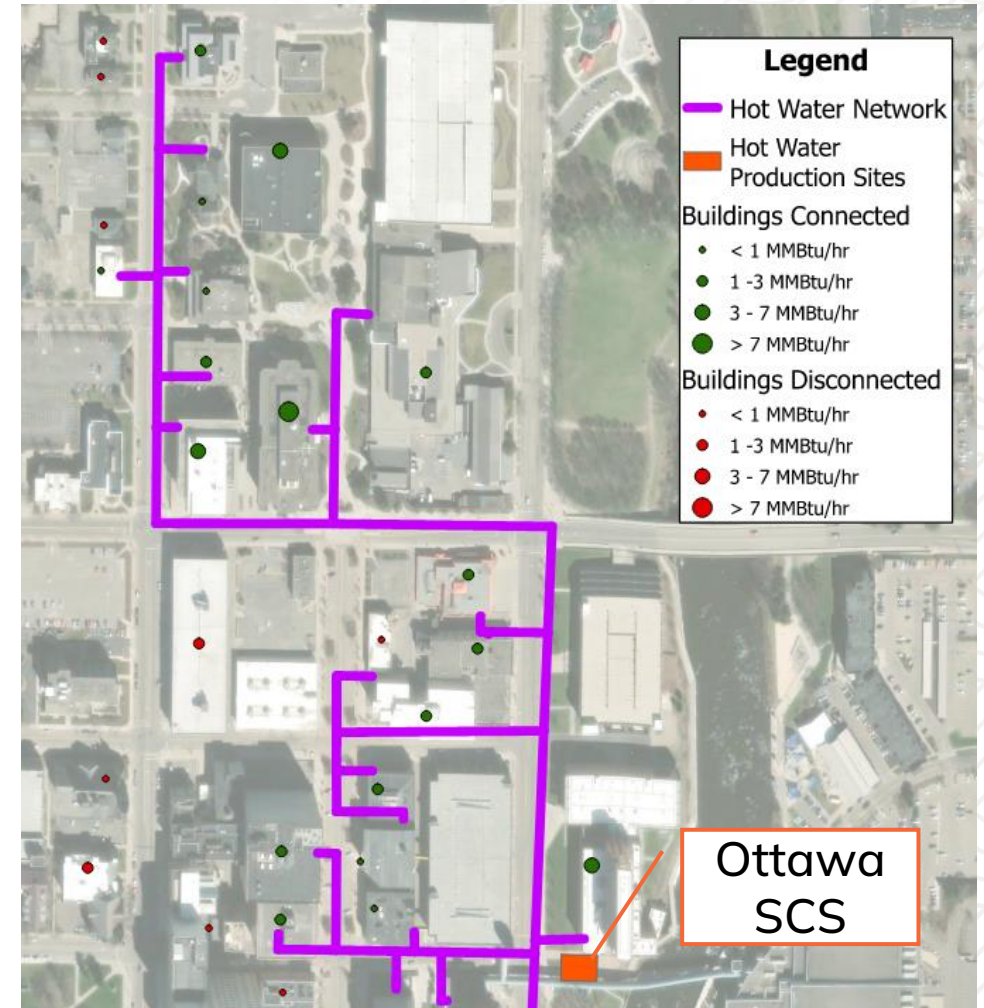 Legend
Hot Water Network
Hot Water
Production Sites
Buildings Connected
< 1 MMBtu/hr
1 -3 MMBtu/hr
3 - 7 MMBtu/hr
> 7 MMBtu/hr
Buildings Disconnected
< 1 MMBtu/hr
1 -3 MMBtu/hr
3 - 7 MMBtu/hr
> 7 MMBtu/hr
Ottawa
SCS